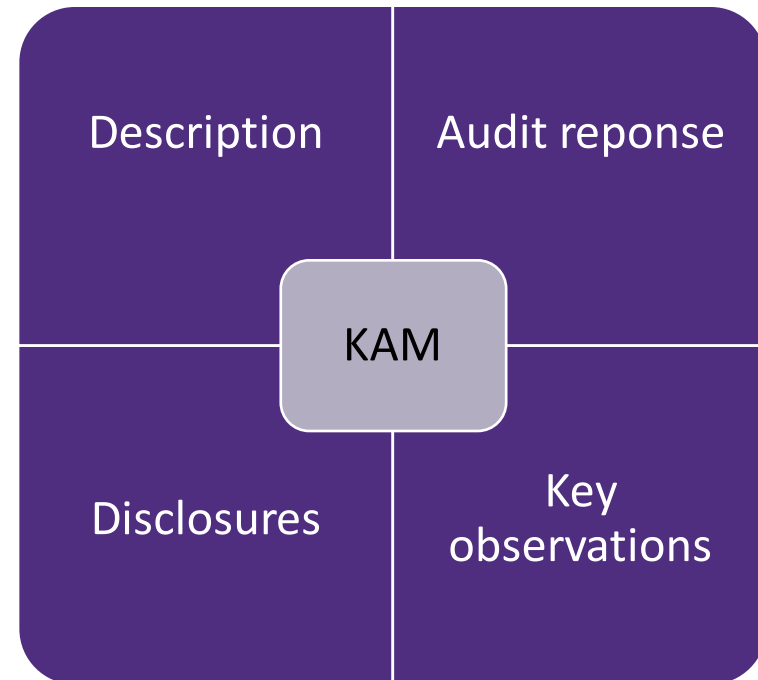 Description
Audit reponse
KAM
Disclosures
Key
observations